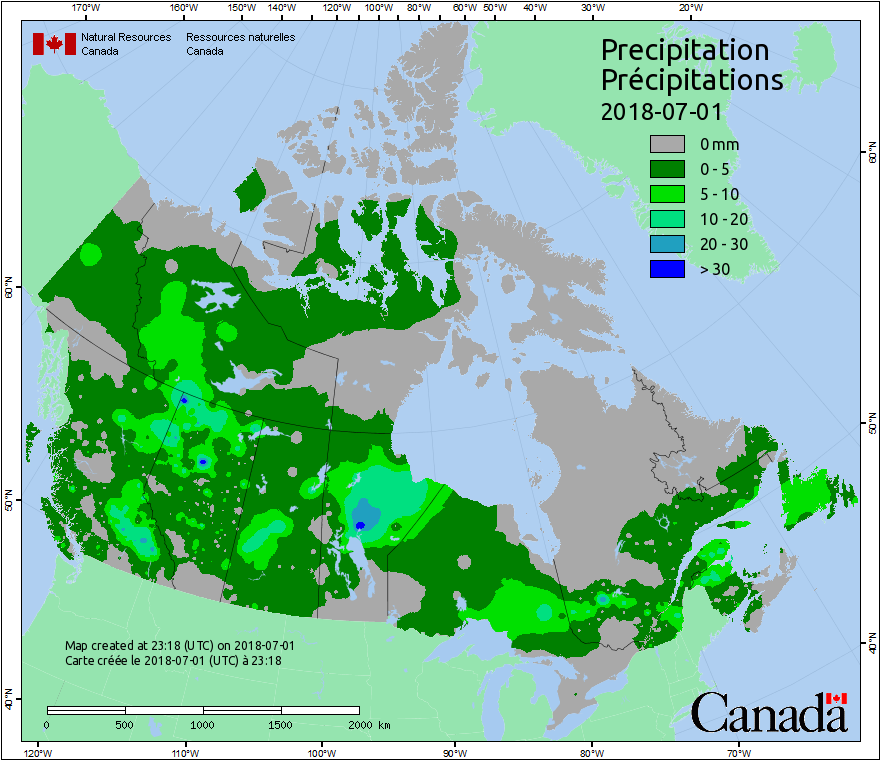 170°W 160°W 150°W 140°W 130°W 120°W 110°W 100°W 90°W 80°W 60°W 50°W 40°W 30°W 20°W
Natural Resources Ressources naturelles
Canada Canada
Precipitation
Précipitations
2018-07-01
0 mm
0 - 5
5 - 10
10 - 20
20 - 30
> 30
60°N
60°N
50°N
50°N
40°N
40°N
Map created at 23:18 (UTC) on 2018-07-01
Carte créée le 2018-07-01 (UTC) à 23:18
0 500 1000 1500 2000 km
Canada
120°W 110°W 100°W 90°W 80°W 70°W